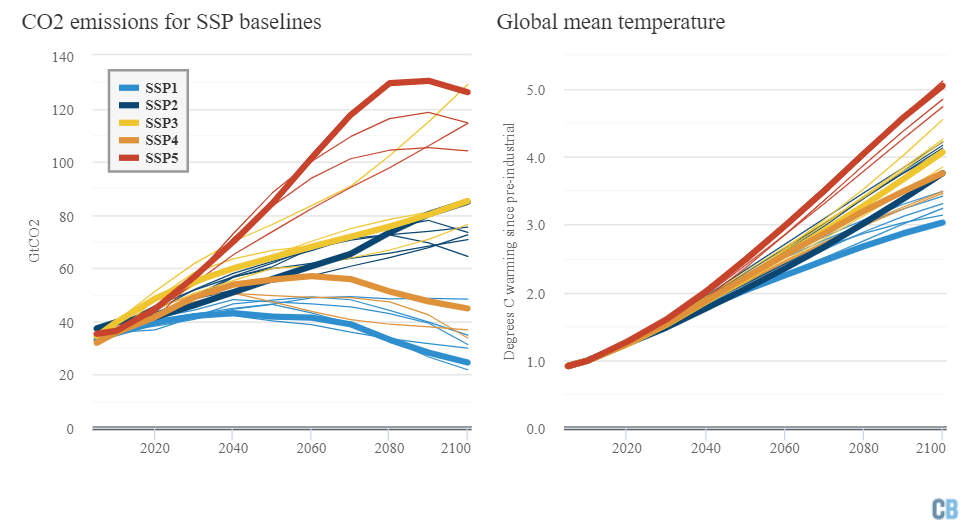 CO2 emissions for SSP baselines
GtCO2
140
120
100
80
60
40
20
0
SSP1
SSP2
SSP3
SSP4
SSP5
2020 2040 2060 2080 2100
Global mean temperature
Degrees C warming since pre-industrial
5.0
4.0
3.0
2.0
1.0
0.0
2020 2040 2060 2080 2100
CB